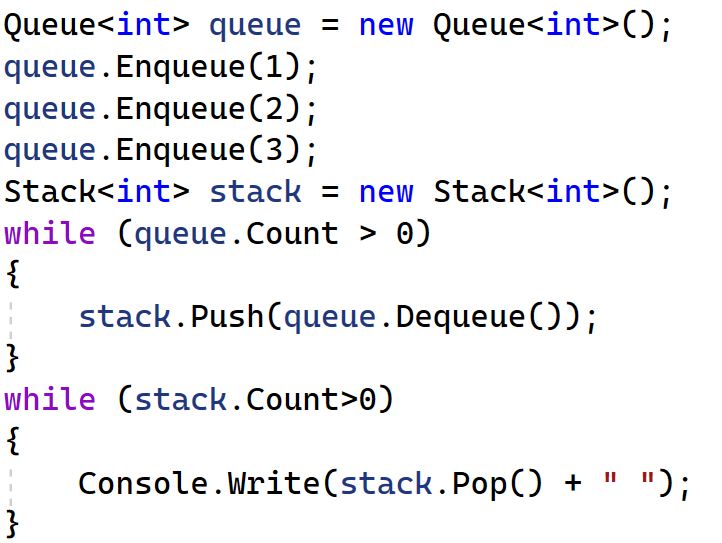 Queue<int> queue = new Queue<int>();
queue.Enqueue(1);
queue.Enqueue(2);
queue.Enqueue(3);
Stack<int> stack = new Stack<int>();
while (queue.Count > 0)
{
    stack.Push(queue.Dequeue());
}
while (stack.Count>0)
{
    Console.Write(stack.Pop() + " ");
}